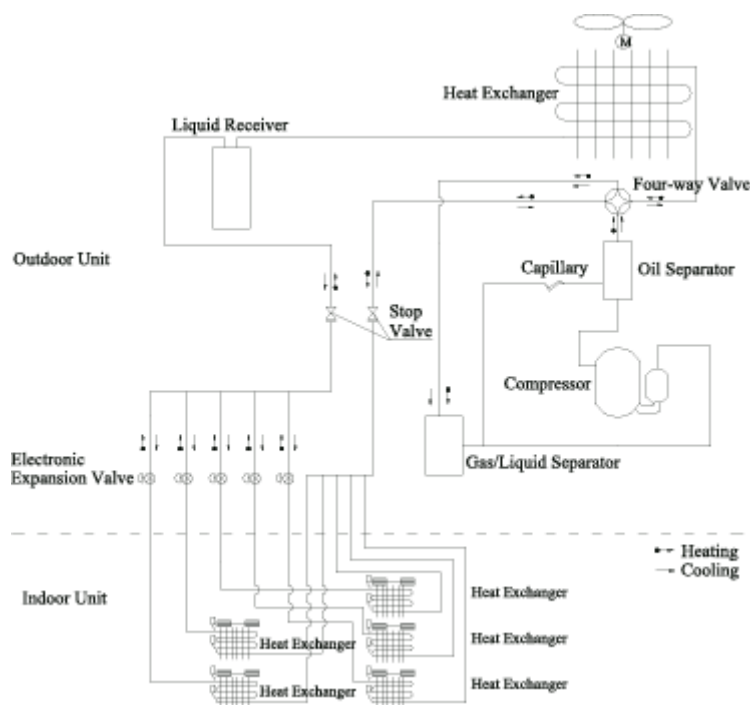 M
Heat Exchanger
Liquid Receiver
Four-way Valve
Outdoor Unit
Capillary
Oil Separator
Stop
Valve
Compressor
Electronic
Expansion Valve
Gas/Liquid Separator
Heating
Cooling
Indoor Unit
Heat Exchanger
Heat Exchanger
Heat Exchanger
Heat Exchanger
Heat Exchanger